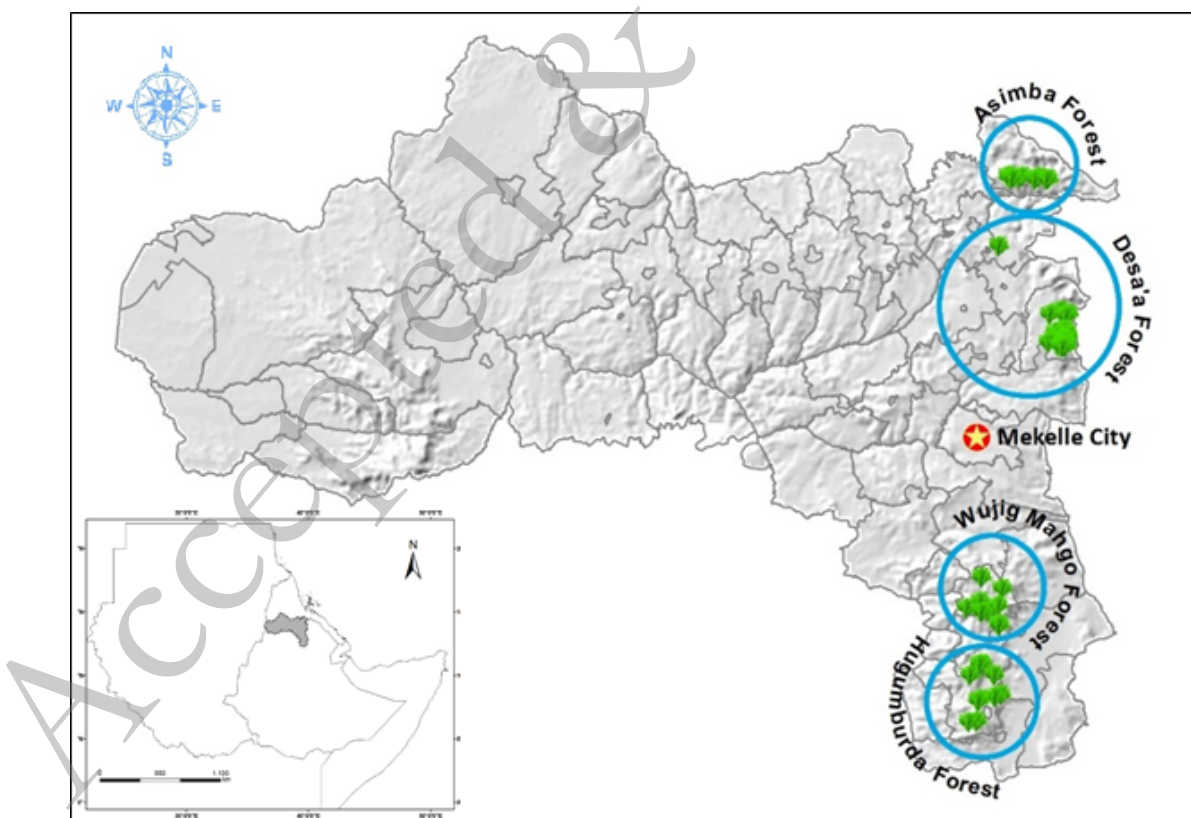 N
W E
S
Asimba Forest
Desa'a Forest
Mekelle City
Wujig Mahgo Forest
Hugumburda Forest
N
0 550 1,100
Accepted &